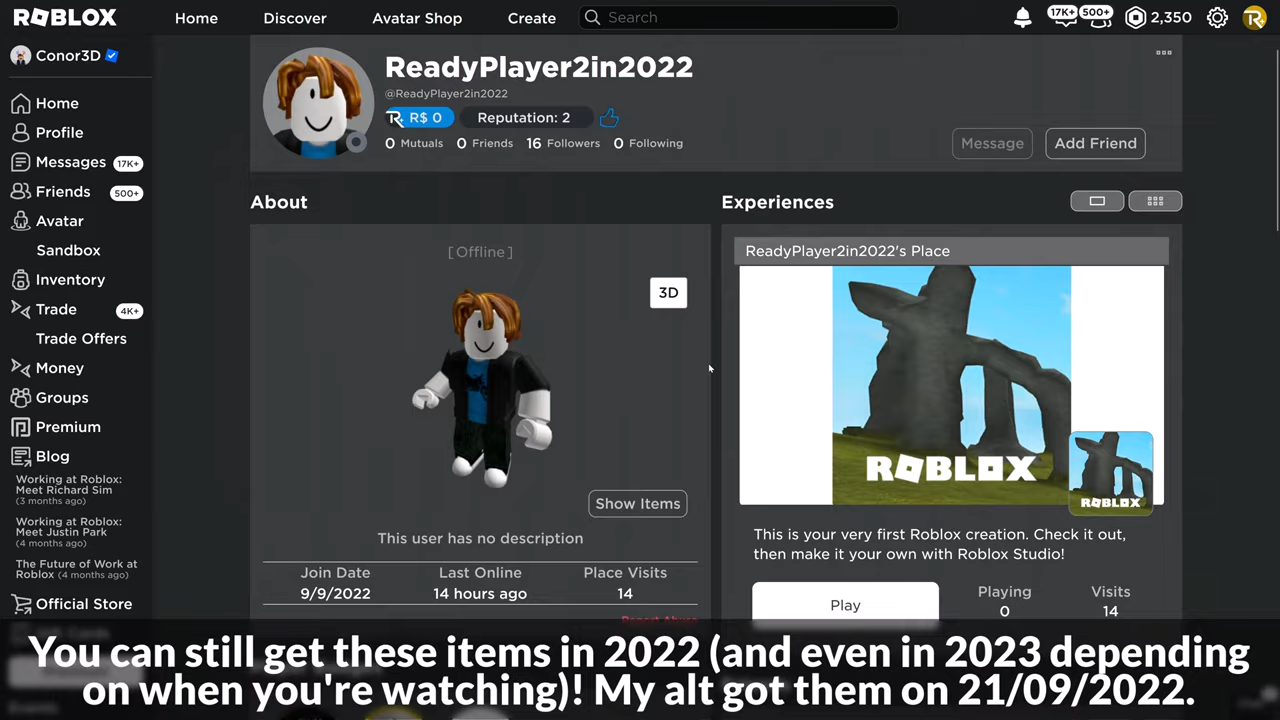 ROBLOX
Home
Discover
Avatar Shop
Create
Search
17K+
500+
2,350
Conor3D
Home
Profile
Messages 17K+
Friends 500+
Avatar
Sandbox
Inventory
Trade 4K+
Trade Offers
Money
Groups
Premium
Blog
Working at Roblox:
Meet Richard Sim
(3 months ago)
Working at Roblox:
Meet Justin Park
(4 months ago)
The Future of Work at
Roblox (4 months ago)
Official Store
ReadyPlayer2in2022
@ReadyPlayer2in2022
R$ 0
Reputation: 2
0 Mutuals 0 Friends 16 Followers 0 Following
Message
Add Friend
About
[Offline]
3D
Show Items
This user has no description
Join Date Last Online Place Visits
9/9/2022 14 hours ago 14
Report Abuse
Experiences
ReadyPlayer2in2022's Place
ROBLOX
ROBLOX
This is your very first Roblox creation. Check it out,
then make it your own with Roblox Studio!
Play
Playing Visits
0 14
You can still get these items in 2022 (and even in 2023 depending
on when you're watching)! My alt got them on 21/09/2022.